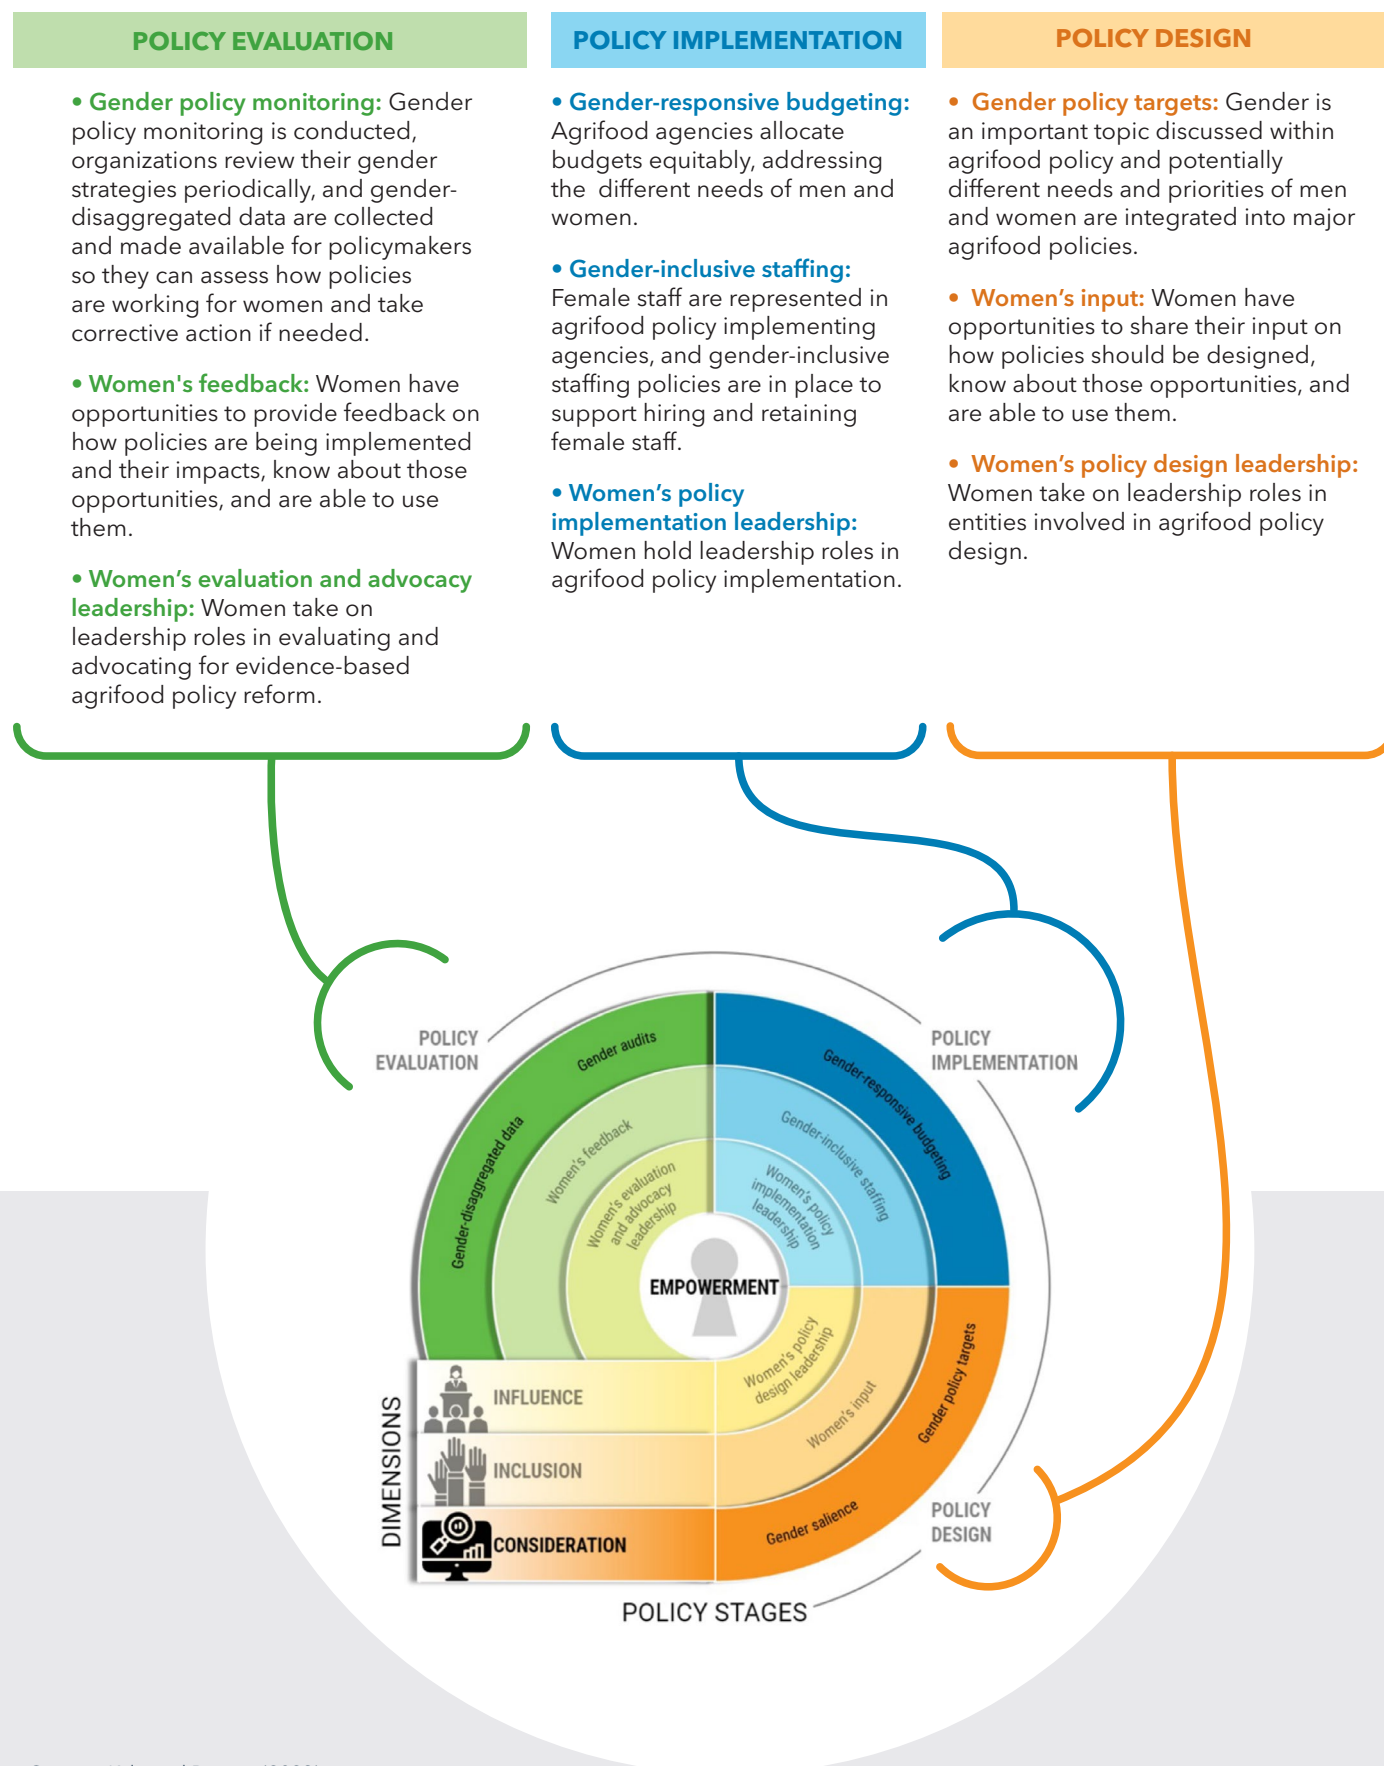 POLICY EVALUATION
• Gender policy monitoring: Gender
policy monitoring is conducted,
organizations review their gender
strategies periodically, and gender-
disaggregated data are collected
and made available for policymakers
so they can assess how policies
are working for women and take
corrective action if needed.
• Women's feedback: Women have
opportunities to provide feedback on
how policies are being implemented
and their impacts, know about those
opportunities, and are able to use
them.
• Women’s evaluation and advocacy
leadership: Women take on
leadership roles in evaluating and
advocating for evidence-based
agrifood policy reform.
POLICY IMPLEMENTATION
• Gender-responsive budgeting:
Agrifood agencies allocate
budgets equitably, addressing
the different needs of men and
women.
• Gender-inclusive staffing:
Female staff are represented in
agrifood policy implementing
agencies, and gender-inclusive
staffing policies are in place to
support hiring and retaining
female staff.
• Women’s policy
implementation leadership:
Women hold leadership roles in
agrifood policy implementation.
POLICY DESIGN
• Gender policy targets: Gender is
an important topic discussed within
agrifood policy and potentially
different needs and priorities of men
and women are integrated into major
agrifood policies.
• Women’s input: Women have
opportunities to share their input on
how policies should be designed,
know about those opportunities, and
are able to use them.
• Women’s policy design leadership:
Women take on leadership roles in
entities involved in agrifood policy
design.
POLICY
EVALUATION
POLICY
IMPLEMENTATION
Gender audits
Gender-disaggregated data
Women's feedback
Women's evaluation
and advocacy
leadership
Gender-responsive budgeting
Gender-inclusive staffing
Women's policy
implementation
leadership
EMPOWERMENT
Women's policy
design leadership
Women's input
Gender policy targets
Gender salience
DIMENSIONS
INFLUENCE
INCLUSION
CONSIDERATION
POLICY
DESIGN
POLICY STAGES